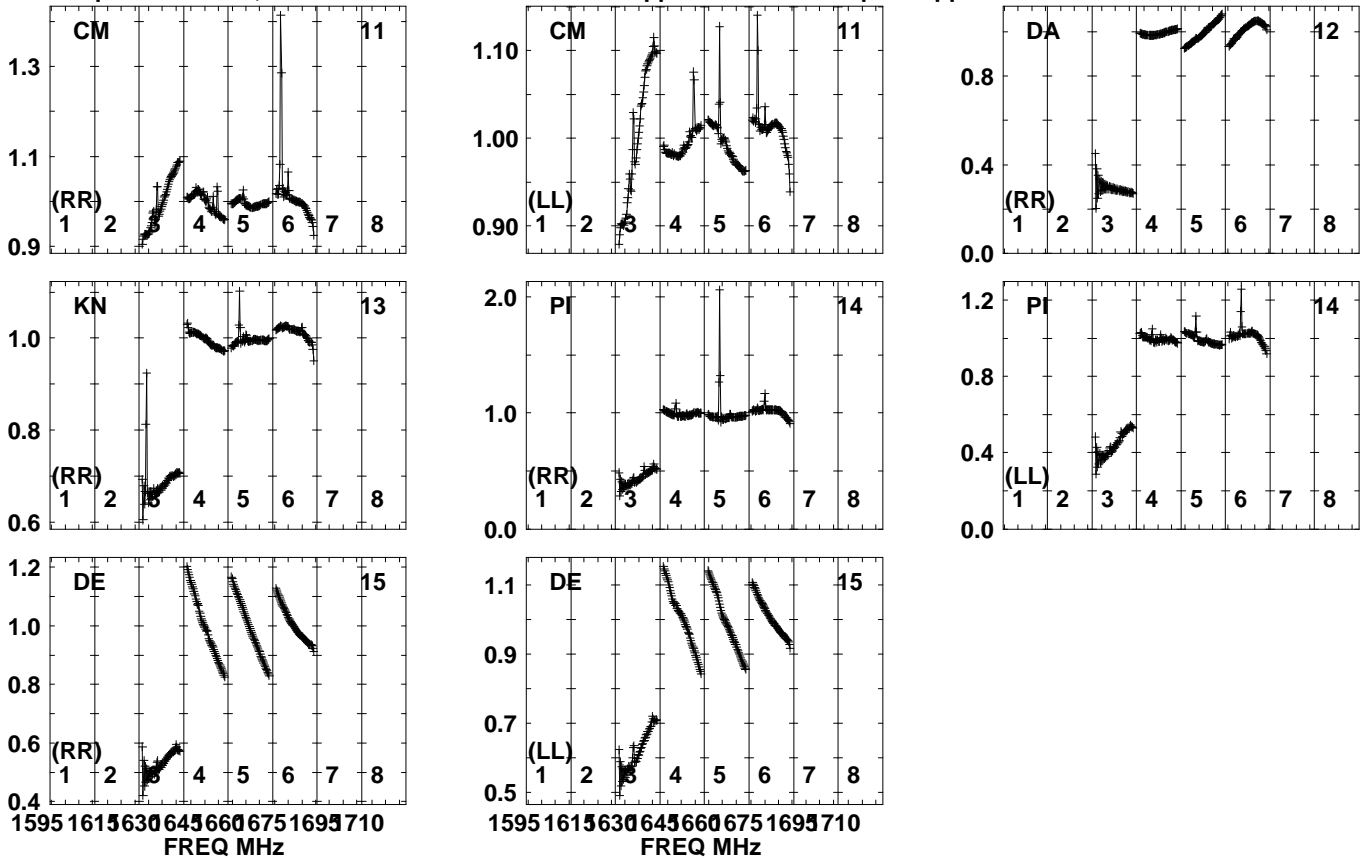 CM 11
1.3
1.1
0.9
(RR)
1 2 3 4 5 6 7 8
CM 11
1.10
1.00
0.90
(LL)
1 2 3 4 5 6 7 8
DA 12
0.8
0.4
0.0
(RR)
1 2 3 4 5 6 7 8
KN 13
1.0
0.8
0.6
(RR)
1 2 3 4 5 6 7 8
PI 14
2.0
1.0
0.0
(RR)
1 2 3 4 5 6 7 8
PI 14
1.2
0.8
0.4
0.0
(LL)
1 2 3 4 5 6 7 8
DE 15
1.2
1.0
0.8
0.6
0.4
(RR)
1 2 3 4 5 6 7 8
1595 1615 1630 1645 1660 1675 1695 1710
FREQ MHz
DE 15
1.1
0.9
0.7
0.5
(LL)
1 2 3 4 5 6 7 8
1595 1615 1630 1645 1660 1675 1695 1710
FREQ MHz